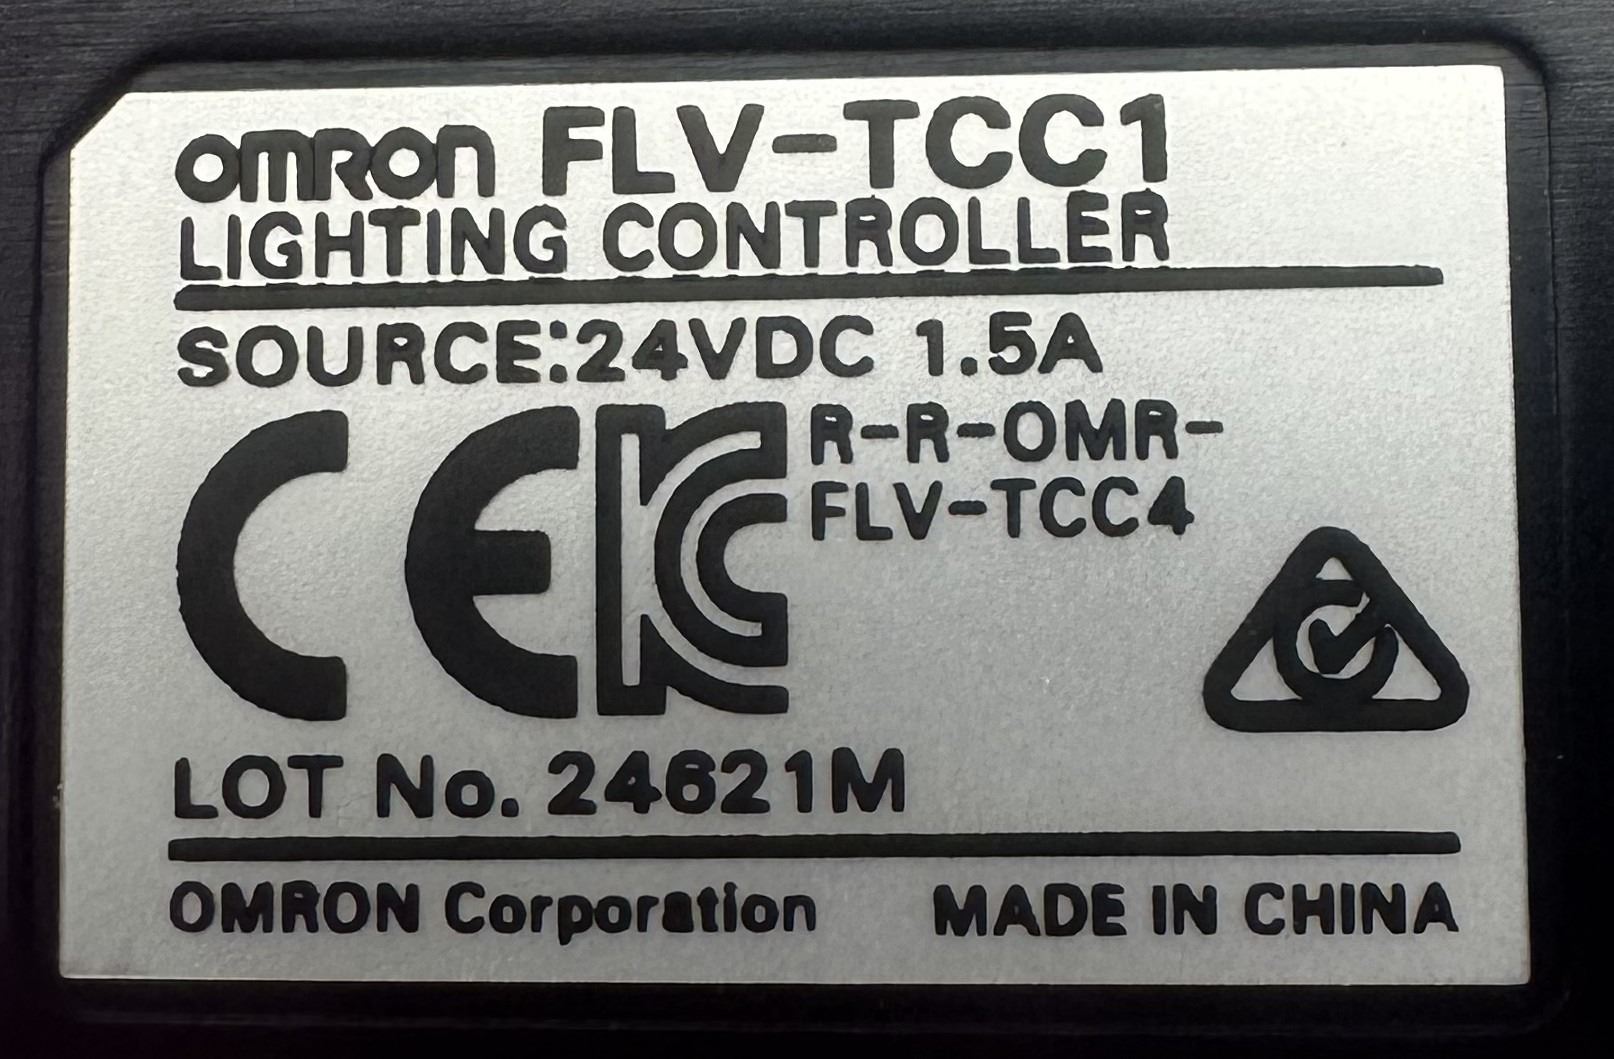 omron FLV-TCC1
LIGHTING CONTROLLER
SOURCE:24VDC 1.5A
CE R-R-OMR-
FLV-TCC4
LOT No. 24621M
OMRON Corporation MADE IN CHINA